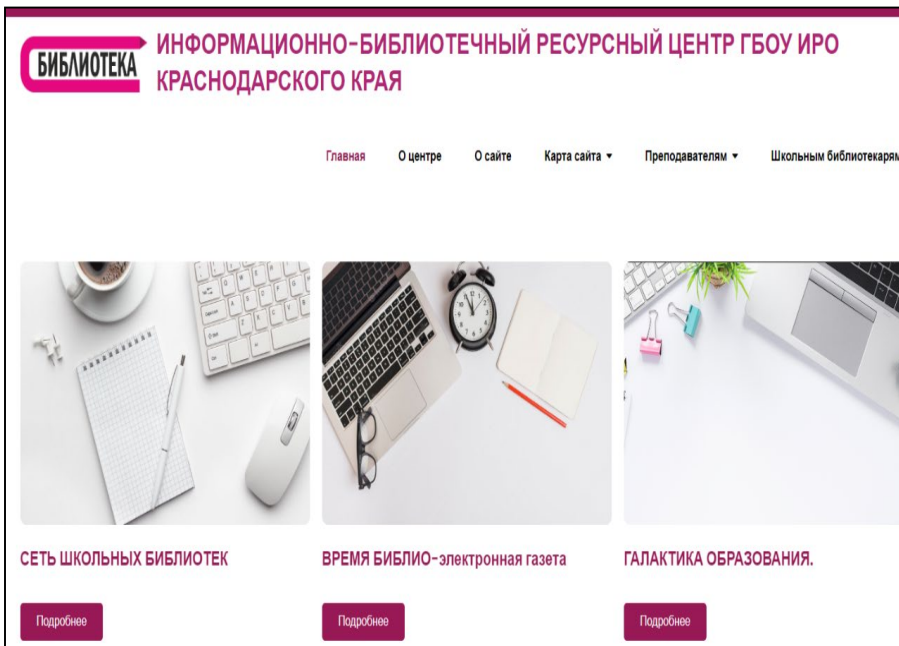 БИБЛИОТЕКА
ИНФОРМАЦИОННО-БИБЛИОТЕЧНЫЙ РЕСУРСНЫЙ ЦЕНТР ГБОУ ИРО
КРАСНОДАРСКОГО КРАЯ
Главная О центре О сайте Карта сайта Преподавателям Школьным библиотекарям
СЕТЬ ШКОЛЬНЫХ БИБЛИОТЕК ВРЕМЯ БИБЛИО-электронная газета ГАЛАКТИКА ОБРАЗОВАНИЯ.
Подробнее Подробнее Подробнее